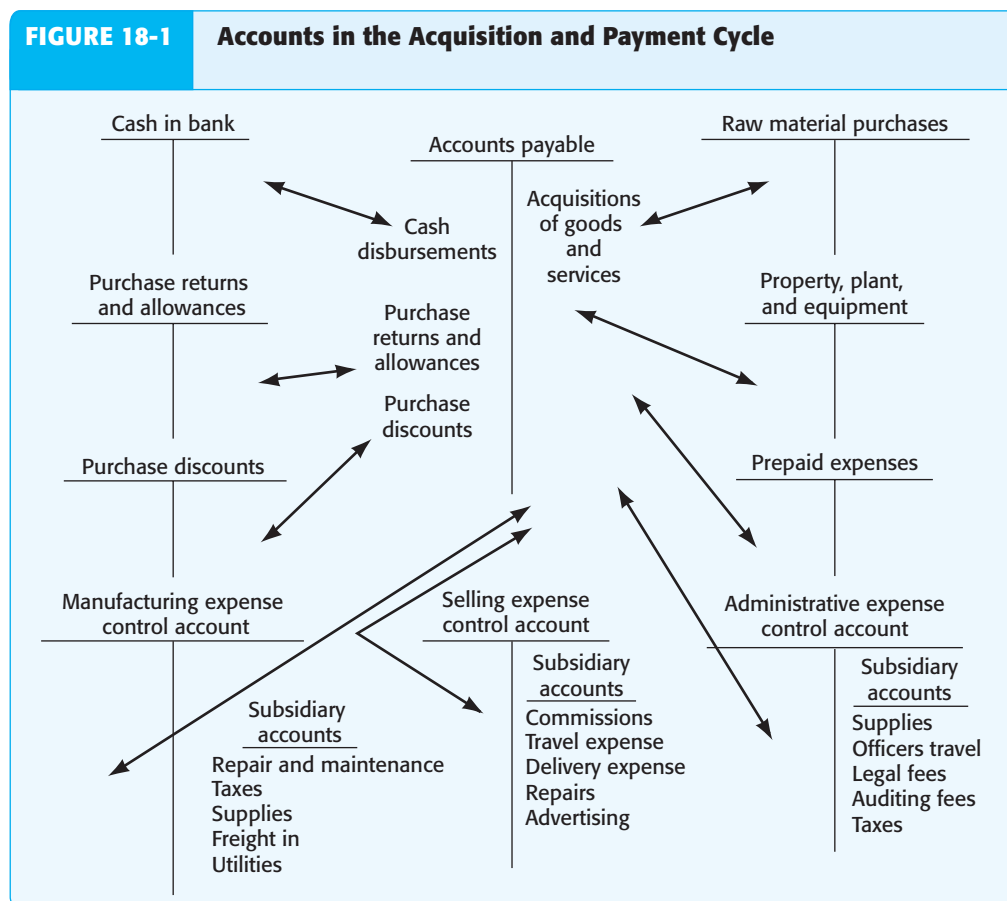 FIGURE 18-1
Accounts in the Acquisition and Payment Cycle
Cash in bank
Accounts payable
Raw material purchases
Cash
disbursements
Acquisitions
of goods
and
services
Purchase returns
and allowances
Purchase
returns and
allowances
Property, plant,
and equipment
Purchase
discounts
Purchase discounts
Prepaid expenses
Manufacturing expense
control account
Selling expense
control account
Administrative expense
control account
Subsidiary
accounts
Repair and maintenance
Taxes
Supplies
Freight in
Utilities
Subsidiary
accounts
Commissions
Travel expense
Delivery expense
Repairs
Advertising
Subsidiary
accounts
Supplies
Officers travel
Legal fees
Auditing fees
Taxes